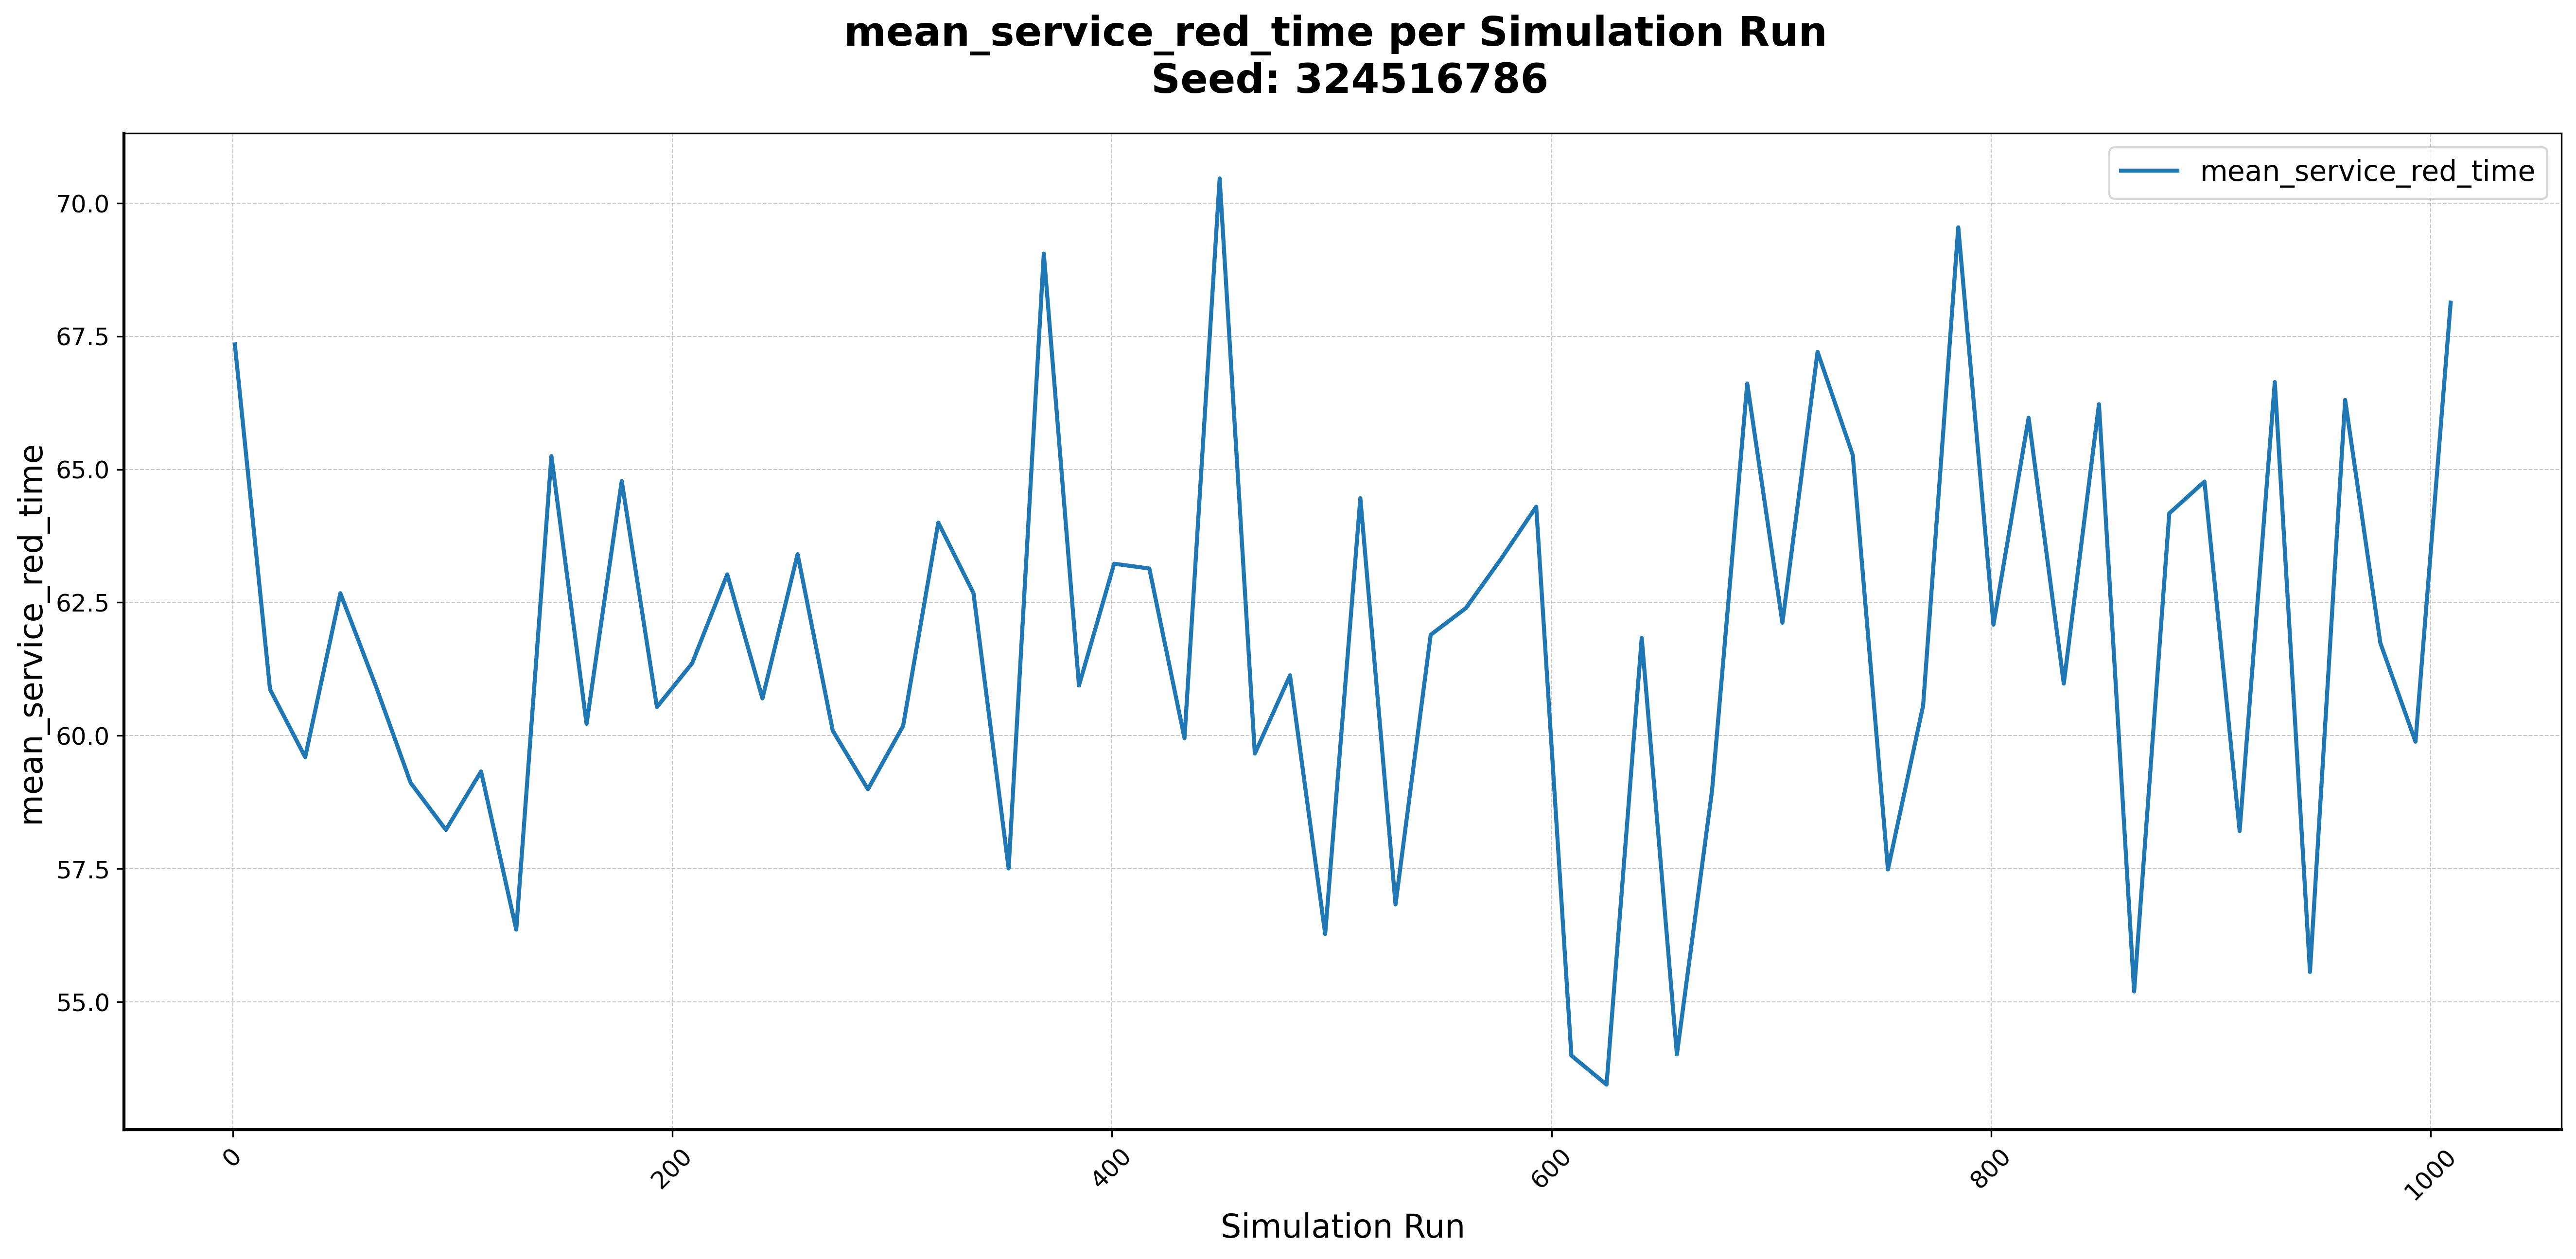 mean_service_red_time per Simulation Run
Seed: 324516786
mean_service_red_time
mean_service_red_time
70.0
67.5
65.0
62.5
60.0
57.5
55.0
0
200
400
600
800
1000
Simulation Run